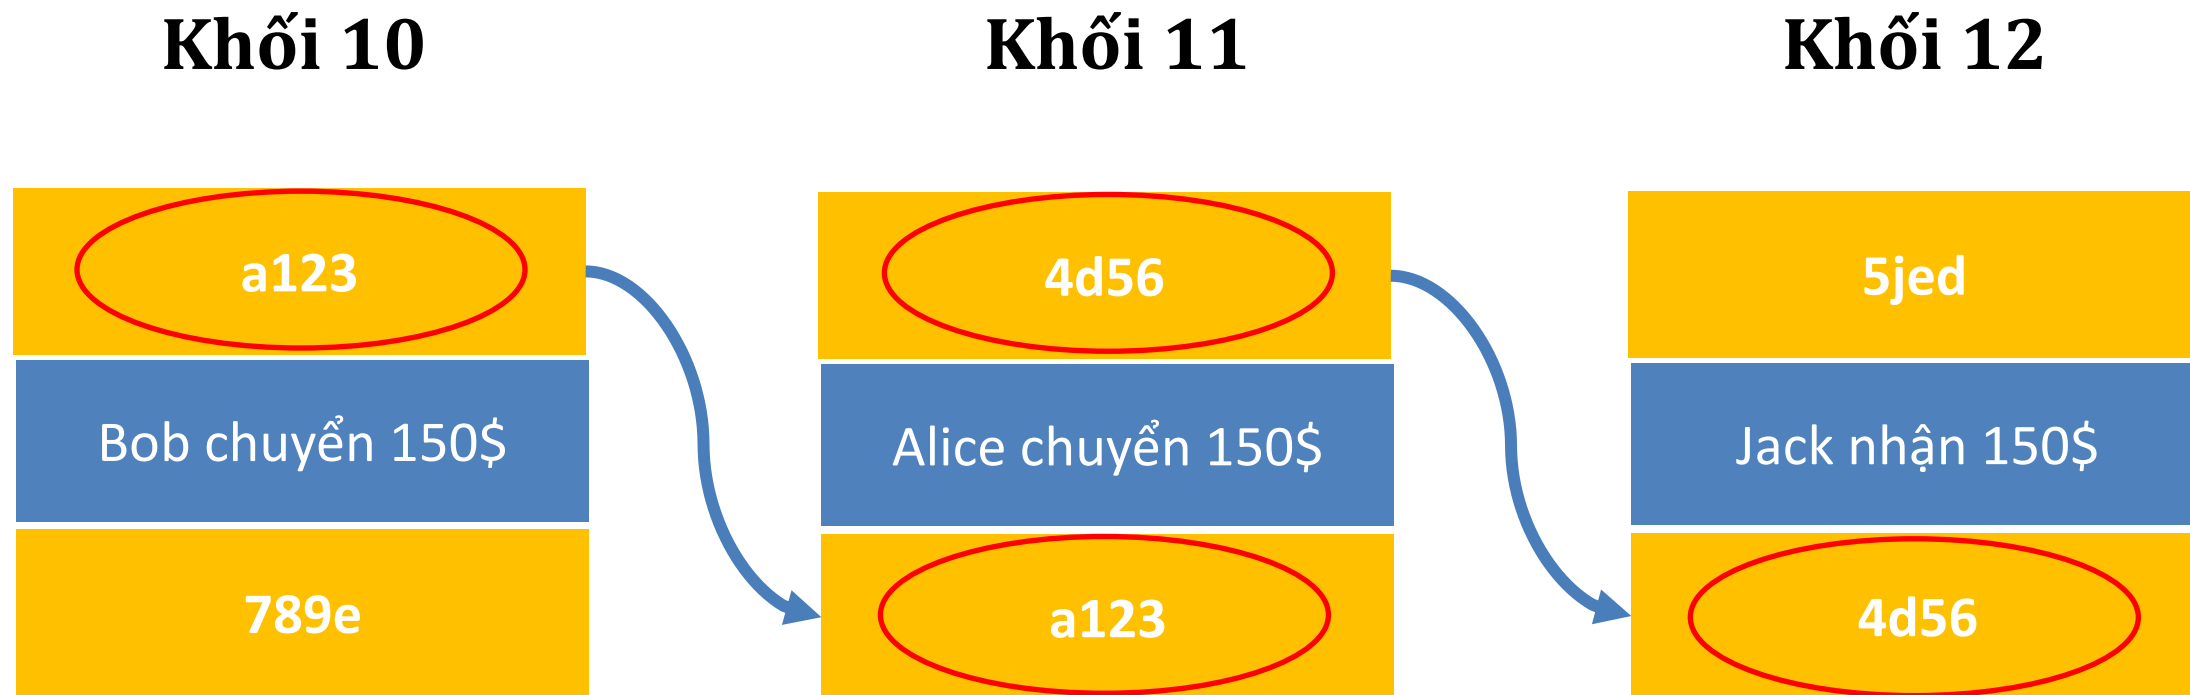 Khối 10
a123
Bob chuyển 150$
789e
Khối 11
4d56
Alice chuyển 150$
a123
Khối 12
5jed
Jack nhận 150$
4d56